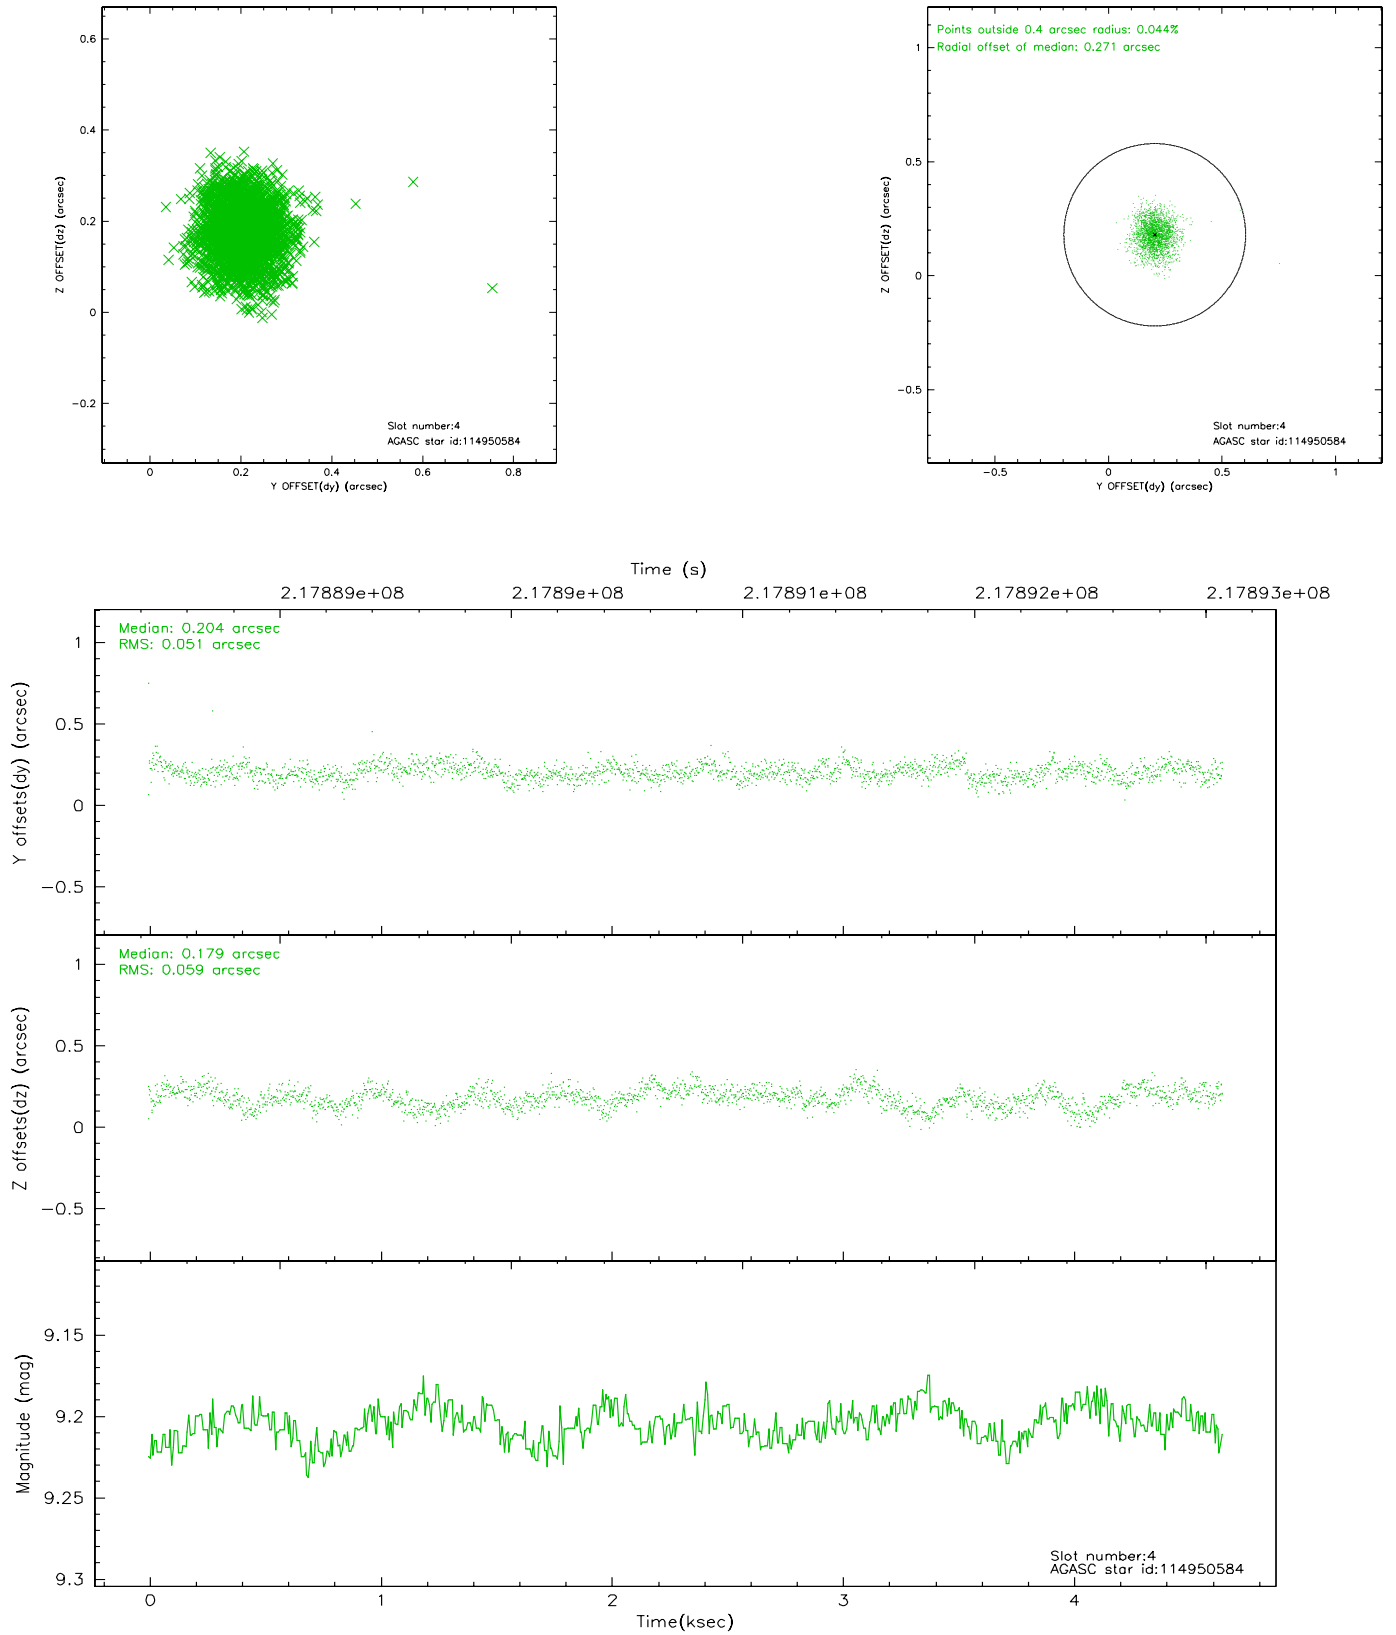 0.6
0.4
0.2
0
−0.2
0
0.2
0.4
0.6
0.8
Z OFFSET(dz) (arcsec)
Y OFFSET(dy) (arcsec)
Slot number:4
AGASC star id:114950584
Points outside 0.4 arcsec radius: 0.044%
Radial offset of median: 0.271 arcsec
1
0.5
0
−0.5
−0.5
0
0.5
1
Z OFFSET(dz) (arcsec)
Y OFFSET(dy) (arcsec)
Slot number:4
AGASC star id:114950584
Time (s)
2.17889e+08
2.1789e+08
2.17891e+08
2.17892e+08
2.17893e+08
Median: 0.204 arcsec
RMS: 0.051 arcsec
1
0.5
0
−0.5
Y offsets(dy) (arcsec)
Median: 0.179 arcsec
RMS: 0.059 arcsec
1
0.5
0
−0.5
Z offsets(dz) (arcsec)
9.15
9.2
9.25
9.3
Magnitude (mag)
Slot number:4
AGASC star id:114950584
0
1
2
3
4
Time(ksec)